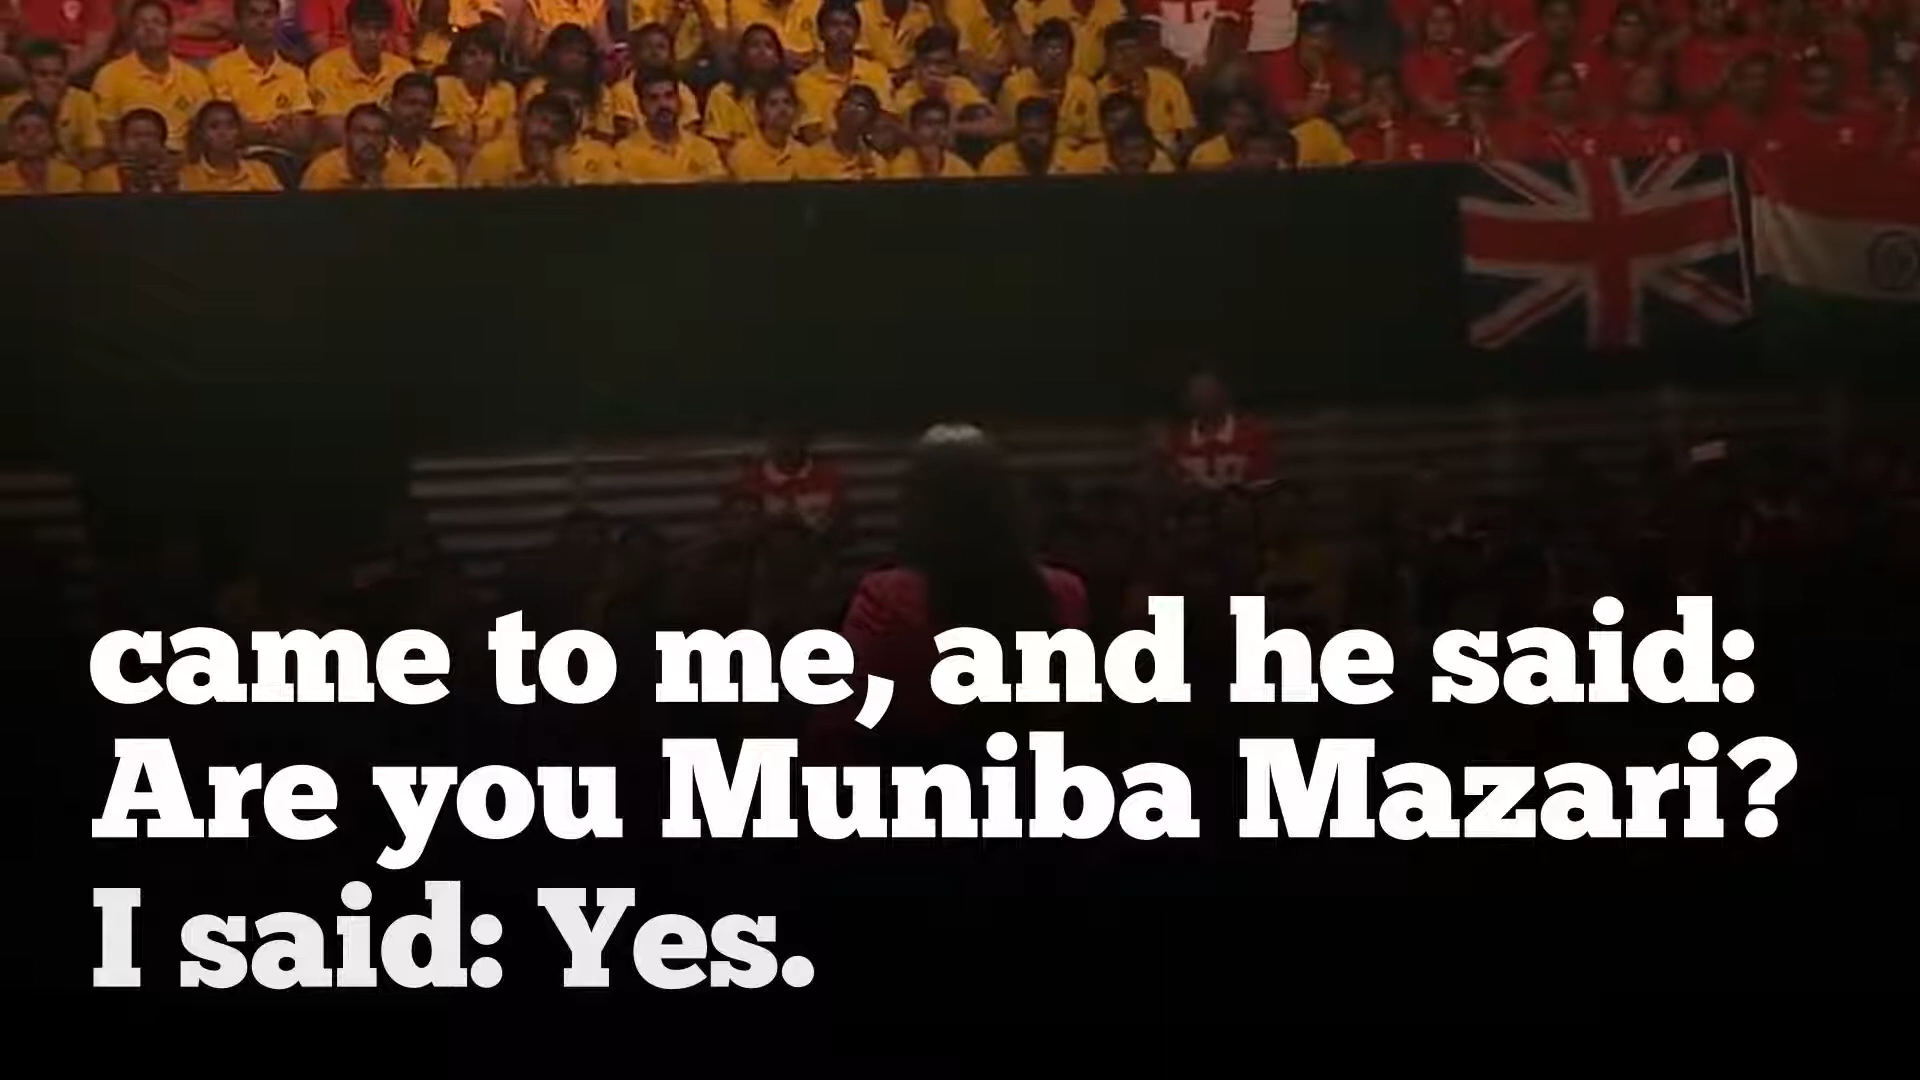 came to me, and he said:
Are you Muniba Mazari?
I said: Yes.